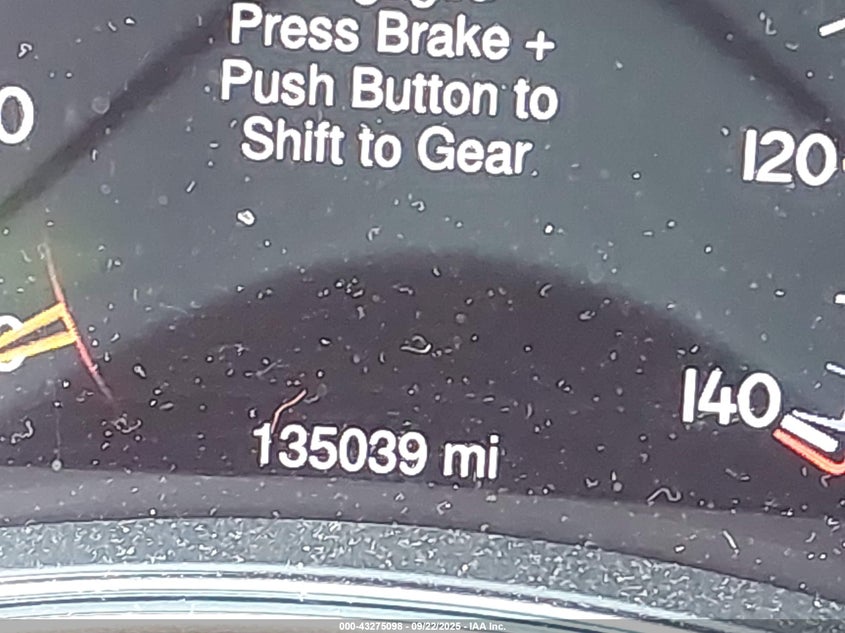 Press Brake +
Push Button to
Shift to Gear
0
120
140
135039 mi
000-43275098 - 09/22/2025 - IAA Inc.